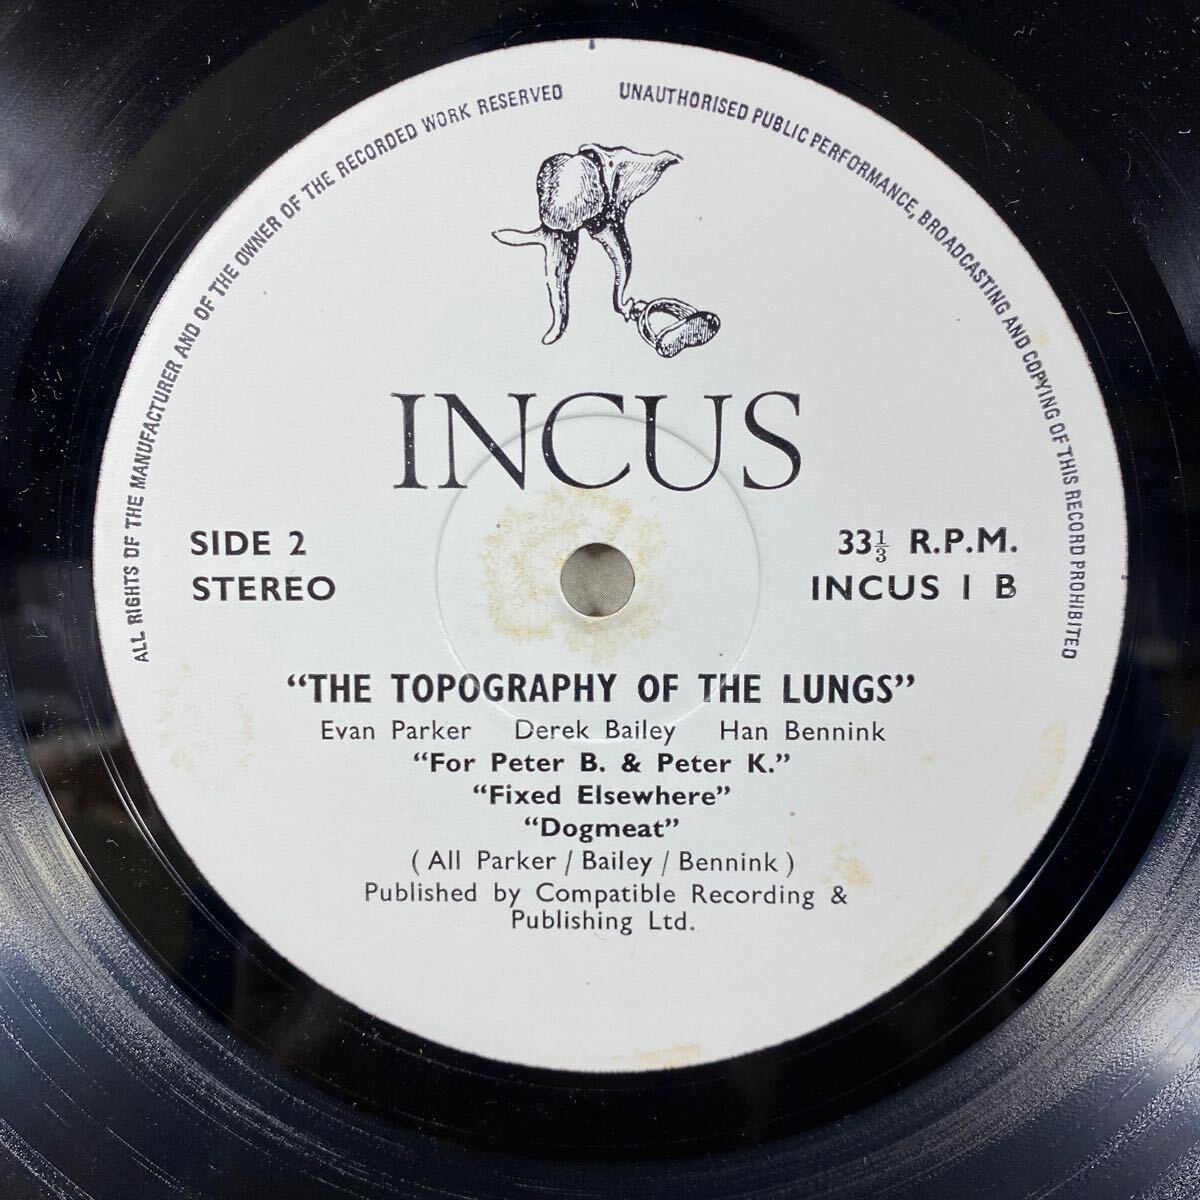 ALL RIGHTS OF THE MANUFACTURER AND OF THE OWNER OF THE RECORDED WORK RESERVED
UNAUTHORISED PUBLIC PERFORMANCE, BROADCASTING AND COPYING OF THIS RECORD PROHIBITED
INCUS
SIDE 2
STEREO
33⅓ R.P.M.
INCUS 1 B
“THE TOPOGRAPHY OF THE LUNGS”
Evan Parker Derek Bailey Han Bennink
“For Peter B. & Peter K.”
“Fixed Elsewhere”
“Dogmeat”
( All Parker / Bailey / Bennink )
Published by Compatible Recording &
Publishing Ltd.